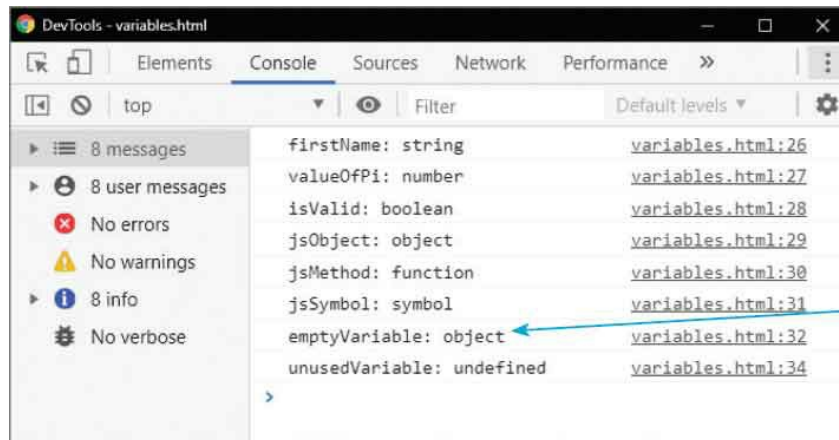 DevTools - variables.html
Elements Console Sources Network Performance »
top Filter Default levels
8 messages
8 user messages
No errors
No warnings
8 info
No verbose
firstName: string variables.html:26
valueOfPi: number variables.html:27
isValid: boolean variables.html:28
jsObject: object variables.html:29
jsMethod: function variables.html:30
jsSymbol: symbol variables.html:31
emptyVariable: object variables.html:32
unusedVariable: undefined variables.html:34
>